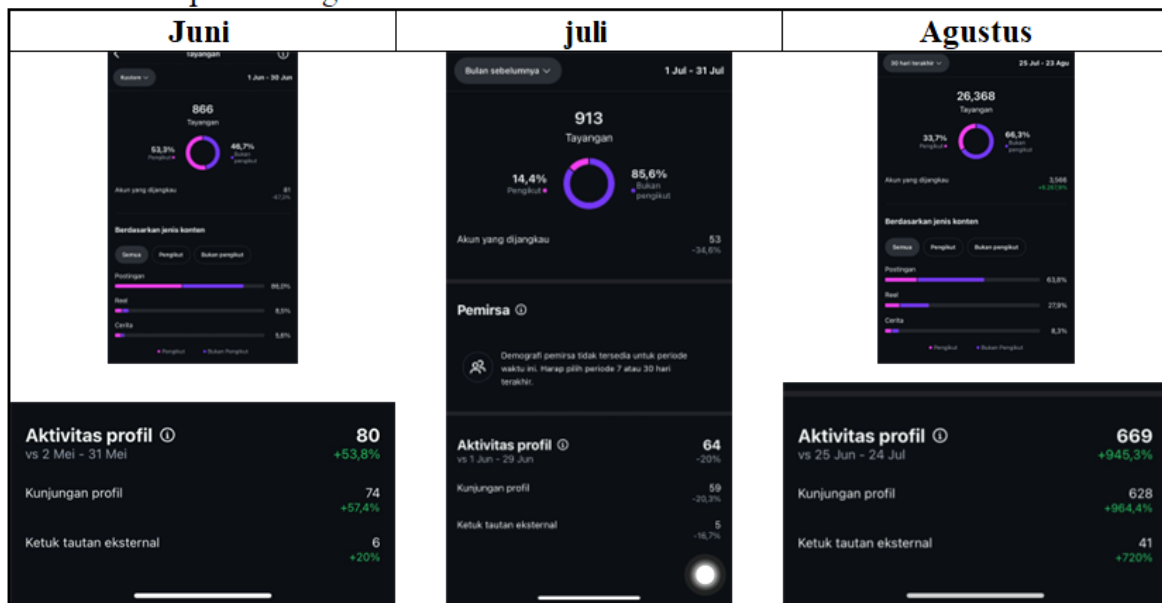 Juni
juli
Agustus
Tayangan
Kustom
1 Jun - 30 Jun
866
Tayangan
53,3%
Pengikut
46,7%
Bukan
pengikut
Akun yang dijangkau
81
Berdasarkan jenis konten
Semua
Pengikut
Bukan pengikut
Postingan
86,0%
Reel
8,5%
Cerita
5,6%
Pengikut
Bukan Pengikut
Aktivitas profil
80
vs 2 Mei - 31 Mei
+53,8%
Kunjungan profil
74
+57,4%
Ketuk tautan eksternal
6
+20%
Bulan sebelumnya
1 Jul - 31 Jul
913
Tayangan
14,4%
Pengikut
85,6%
Bukan
pengikut
Akun yang dijangkau
53
-34,6%
Pemirsa
Demografi pemirsa tidak tersedia untuk periode
waktu ini. Harap pilih periode 7 atau 30 hari
terakhir.
Aktivitas profil
64
vs 1 Jun - 29 Jun
-20%
Kunjungan profil
59
-20,3%
Ketuk tautan eksternal
5
-16,7%
30 hari terakhir
25 Jul - 23 Agu
26,368
Tayangan
33,7%
Pengikut
66,3%
Bukan
pengikut
Akun yang dijangkau
3,566
Berdasarkan jenis konten
Semua
Pengikut
Bukan pengikut
Postingan
63,8%
Reel
27,9%
Cerita
8,3%
Pengikut
Bukan Pengikut
Aktivitas profil
669
vs 25 Jun - 24 Jul
+945,3%
Kunjungan profil
628
+964,4%
Ketuk tautan eksternal
41
+720%